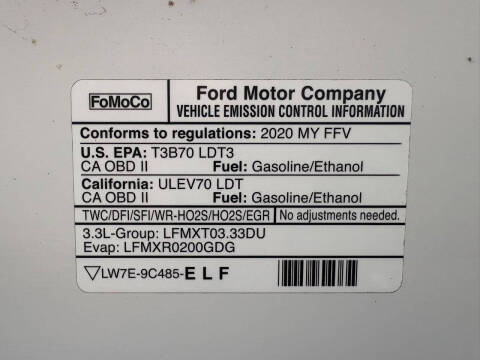 FoMoCo
Ford Motor Company
VEHICLE EMISSION CONTROL INFORMATION
Conforms to regulations: 2020 MY FFV
U.S. EPA: T3B70 LDT3
CA OBD II Fuel: Gasoline/Ethanol
California: ULEV70 LDT
CA OBD II Fuel: Gasoline/Ethanol
TWC/DFI/SFI/WR-HO2S/HO2S/EGR No adjustments needed.
3.3L-Group: LFMXT03.33DU
Evap: LFMXR0200GDG
LW7E-9C485-ELF